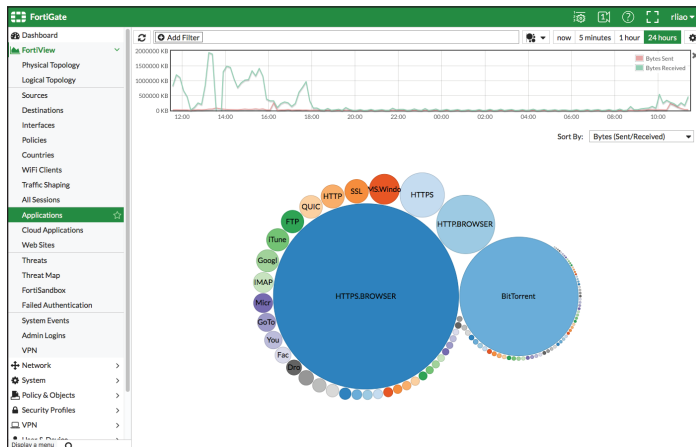 FortiGate
1
?
rliao
Dashboard
FortiView
Physical Topology
Logical Topology
Sources
Destinations
Interfaces
Policies
Countries
WiFi Clients
Traffic Shaping
All Sessions
Applications
Cloud Applications
Web Sites
Threats
Threat Map
FortiSandbox
Failed Authentication
System Events
Admin Logins
VPN
Network
System
Policy & Objects
Security Profiles
VPN
User & Device
Display a menu
Add Filter
now 5 minutes 1 hour 24 hours
2000000 KB
1500000 KB
1000000 KB
500000 KB
0 KB
Bytes Sent
Bytes Received
12:00 14:00 16:00 18:00 20:00 22:00 00:00 02:00 04:00 06:00 08:00 10:00
Sort By: Bytes (Sent/Received)
HTTPS
MS.Windo
SSL
HTTP
QUIC
HTTP.BROWSER
FTP
iTune
Googl
IMAP
Micr
HTTPS.BROWSER
BitTorrent
GoTo
You
Fac
Dro